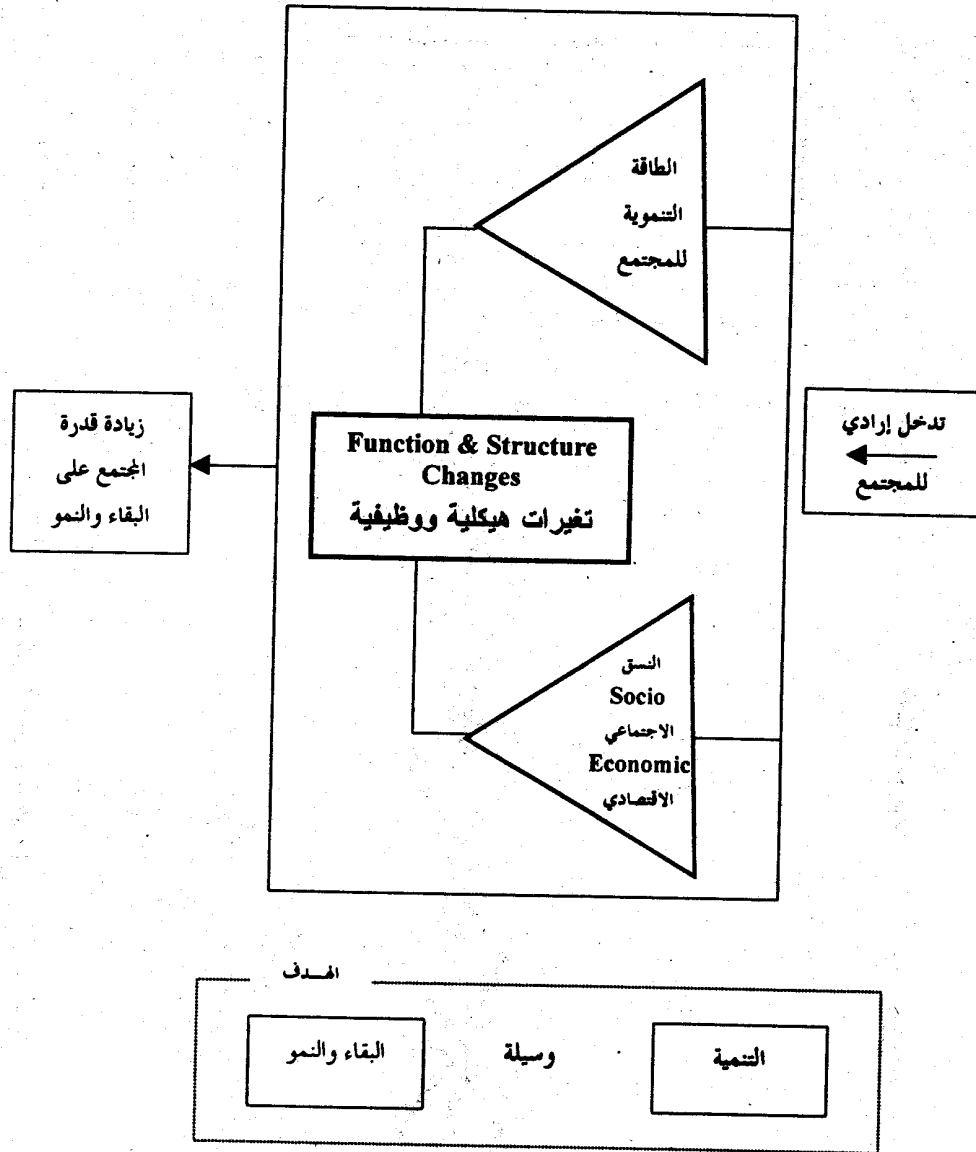 الطاقة
التنموية
للمجتمع
تدخل إرادي
للمجتمع
Function & Structure
Changes
تغيرات هيكلية ووظيفية
زيادة قدرة
المجتمع على
البقاء والنمو
النسق
Socio
الاجتماعي
Economic
الاقتصادي
الهـدف
التنمية
وسيلة
البقاء والنمو